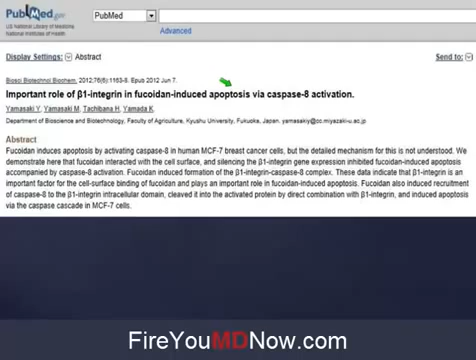 PubMed.gov
US National Library of Medicine
National Institutes of Health
PubMed
Advanced
Display Settings: Abstract
Send to:
Biosci Biotechnol Biochem. 2012;76(6):1163-8. Epub 2012 Jun 7.
Important role of β1-integrin in fucoidan-induced apoptosis via caspase-8 activation.
Yamasaki Y, Yamasaki M, Tachibana H, Yamada K.
Department of Bioscience and Biotechnology, Faculty of Agriculture, Kyushu University, Fukuoka, Japan. yamasakiy@cc.miyazaki-u.ac.jp
Abstract
Fucoidan induces apoptosis by activating caspase-8 in human MCF-7 breast cancer cells, but the detailed mechanism for this is not understood. We
demonstrate here that fucoidan interacted with the cell surface, and silencing the β1-integrin gene expression inhibited fucoidan-induced apoptosis
accompanied by caspase-8 activation. Fucoidan induced formation of the β1-integrin-caspase-8 complex. These data indicate that β1-integrin is an
important factor for the cell-surface binding of fucoidan and plays an important role in fucoidan-induced apoptosis. Fucoidan also induced recruitment
of caspase-8 to the β1-integrin intracellular domain, cleaved it into the activated protein by direct combination with β1-integrin, and induced apoptosis
via the caspase cascade in MCF-7 cells.
FireYouMDNow.com